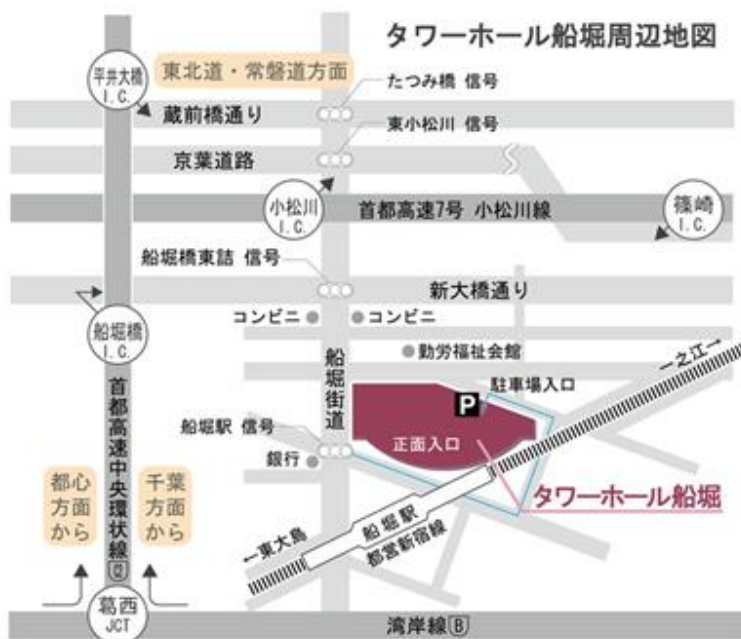 タワーホール船堀周辺地図
平井大橋
I.C.
東北道・常磐道方面
たつみ橋 信号
蔵前橋通り
東小松川 信号
京葉道路
小松川
I.C.
首都高速7号 小松川線
篠崎
I.C.
船堀橋東詰 信号
新大橋通り
コンビニ
コンビニ
船堀橋
I.C.
勤労福祉会館
一之江→
船堀街道
駐車場入口
P
首都高速中央環状線C2
船堀駅 信号
正面入口
銀行
タワーホール船堀
都心
方面
から
千葉
方面
から
船堀駅
都営新宿線
←東大島
葛西
JCT
湾岸線B